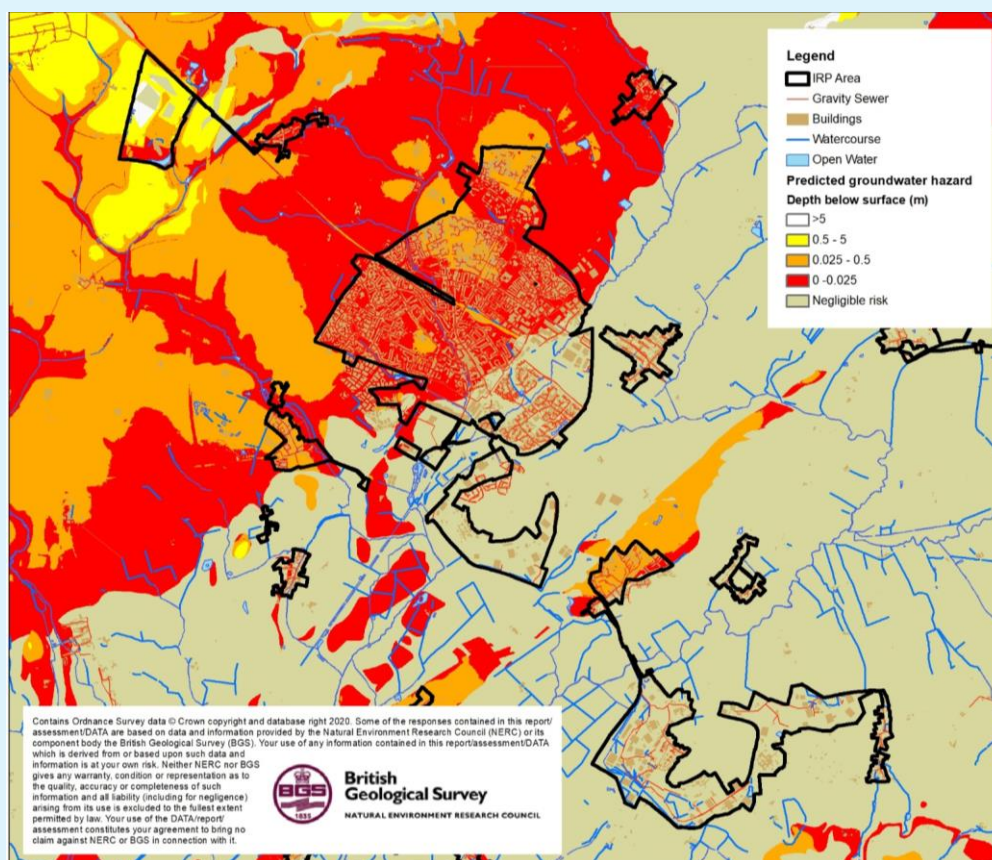 Legend
IRP Area
Gravity Sewer
Buildings
Watercourse
Open Water
Predicted groundwater hazard
Depth below surface (m)
>5
0.5 - 5
0.025 - 0.5
0 -0.025
Negligible risk
Contains Ordnance Survey data © Crown copyright and database right 2020. Some of the responses contained in this report/
assessment/DATA are based on data and information provided by the Natural Environment Research Council (NERC) or its
component body the British Geological Survey (BGS). Your use of any information contained in this report/assessment/DATA
which is derived from or based upon such data and
information is at your own risk. Neither NERC nor BGS
gives any warranty, condition or representation as to
the quality, accuracy or completeness of such
information and all liability (including for negligence)
arising from its use is excluded to the fullest extent
permitted by law. Your use of the DATA/report/
assessment constitutes your agreement to bring no
claim against NERC or BGS in connection with it.
BGS
1835
British
Geological Survey
NATURAL ENVIRONMENT RESEARCH COUNCIL